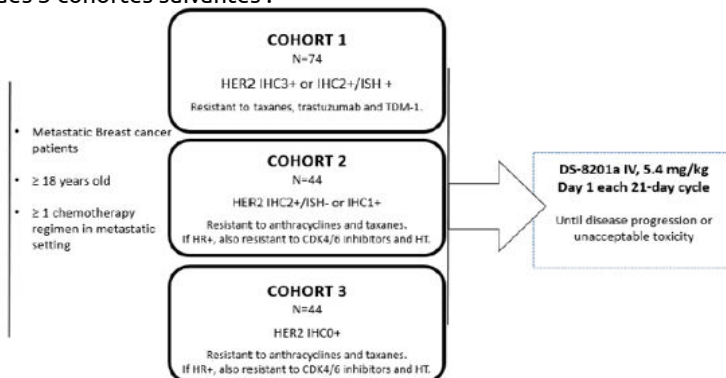 des 3 cohortes suivantes :
COHORT 1
N=74
HER2 IHC3+ or IHC2+/ISH +
Resistant to taxanes, trastuzumab and TDM-1.
• Metastatic Breast cancer
patients
• ≥ 18 years old
• ≥ 1 chemotherapy
regimen in metastatic
setting
COHORT 2
N=44
HER2 IHC2+/ISH- or IHC1+
Resistant to anthracyclines and taxanes.
If HR+, also resistant to CDK4/6 inhibitors and HT.
COHORT 3
N=44
HER2 IHC0+
Resistant to anthracyclines and taxanes.
If HR+, also resistant to CDK4/6 inhibitors and HT.
DS-8201a IV, 5.4 mg/kg
Day 1 each 21-day cycle
Until disease progression or
unacceptable toxicity